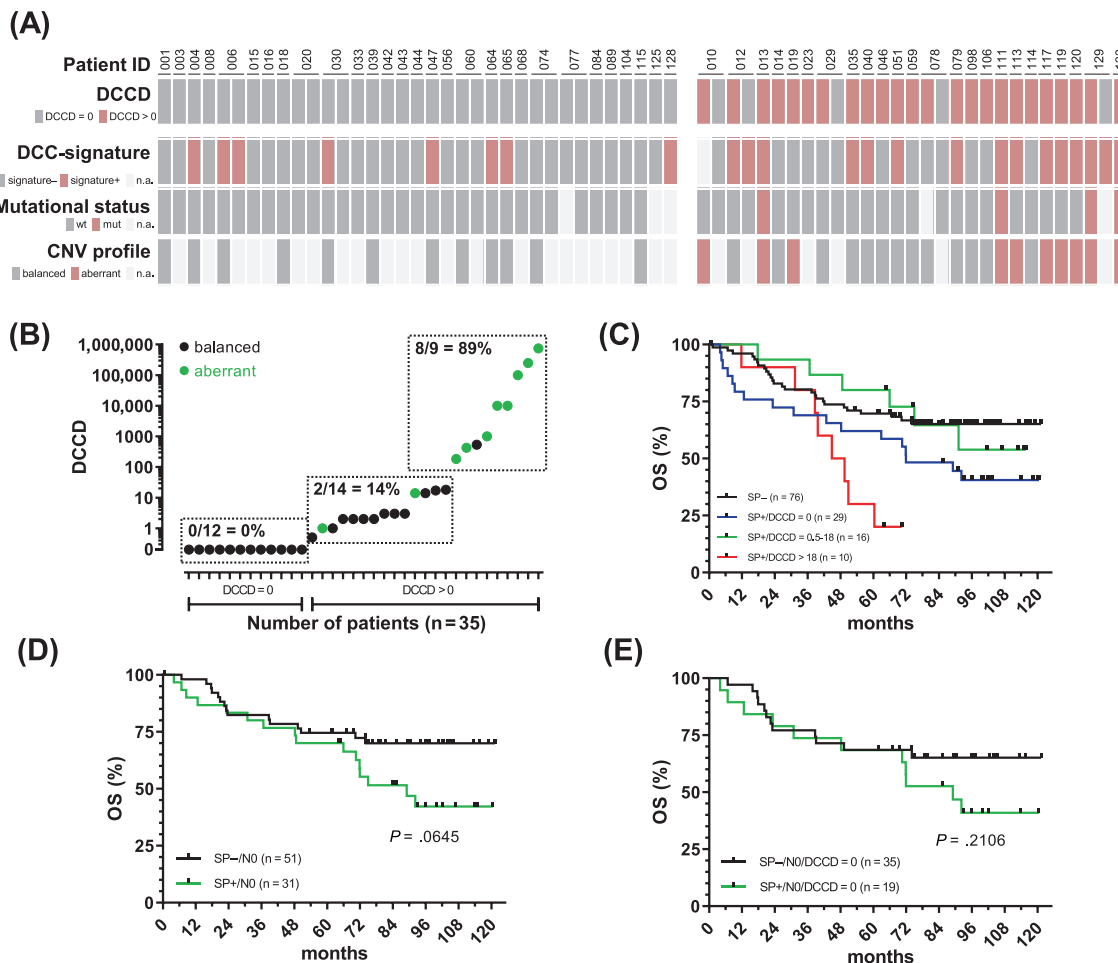 (A)
Patient ID
001 003 004 008 006 015 016 018 020 030 033 039 042 043 044 047 056 060 064 065 068 074 077 084 089 104 115 125 128 010 012 013 014 019 023 029 035 040 046 051 059 078 079 098 106 111 113 114 117 119 120 129
DCCD
DCCD = 0 DCCD > 0
DCC-signature
signature– signature+ n.a.
Mutational status
wt mut n.a.
CNV profile
balanced aberrant n.a.
(B)
DCCD
1,000,000
100,000
10,000
1000
100
10
1
0
balanced
aberrant
8/9 = 89%
2/14 = 14%
0/12 = 0%
DCCD = 0
DCCD > 0
Number of patients (n = 35)
(C)
OS (%)
100
75
50
25
0
SP– (n = 76)
SP+/DCCD = 0 (n = 29)
SP+/DCCD = 0.5-18 (n = 16)
SP+/DCCD > 18 (n = 10)
0 12 24 36 48 60 72 84 96 108 120
months
(D)
OS (%)
100
75
50
25
0
P = .0645
SP–/N0 (n = 51)
SP+/N0 (n = 31)
0 12 24 36 48 60 72 84 96 108 120
months
(E)
OS (%)
100
75
50
25
0
P = .2106
SP–/N0/DCCD = 0 (n = 35)
SP+/N0/DCCD = 0 (n = 19)
0 12 24 36 48 60 72 84 96 108 120
months